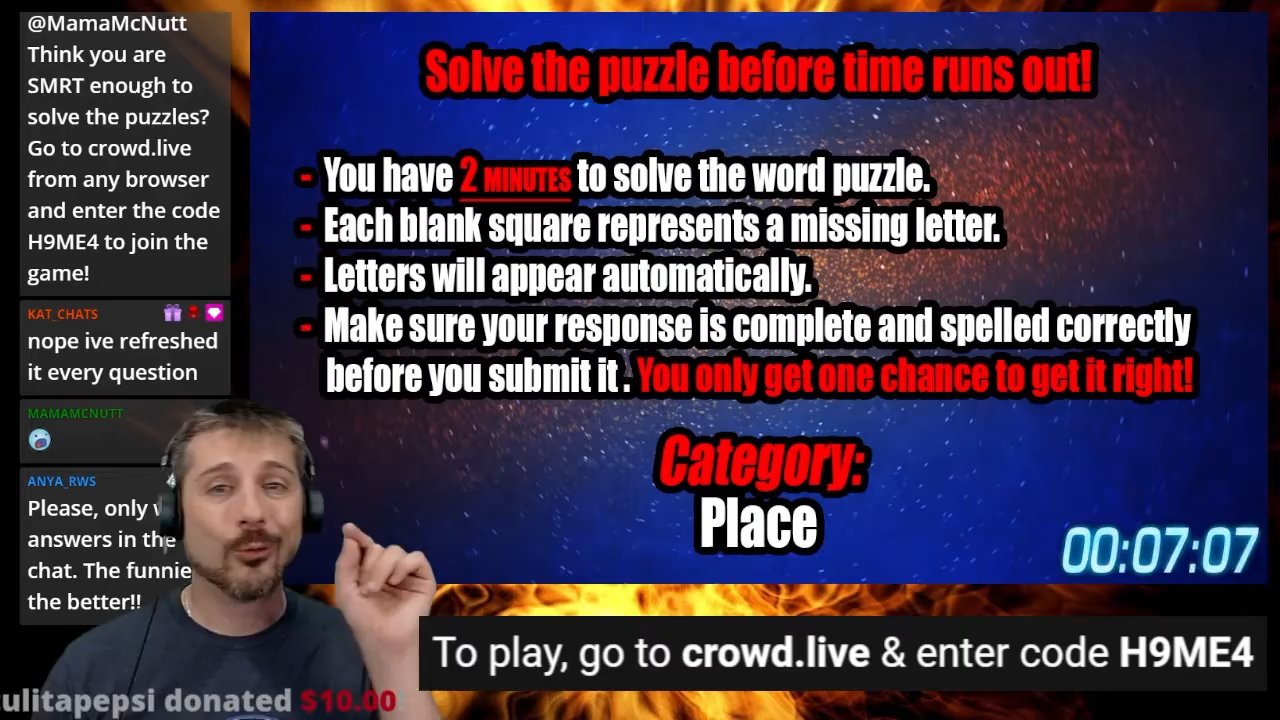 @MamaMcNutt
Think you are
SMRT enough to
solve the puzzles?
Go to crowd.live
from any browser
and enter the code
H9ME4 to join the
game!
KAT_CHATS
nope ive refreshed
it every question
MAMAMCNUTT
ANYA_RWS
Please, only
answers in the
chat. The funnie
the better!!
Solve the puzzle before time runs out!
- You have 2 MINUTES to solve the word puzzle.
- Each blank square represents a missing letter.
- Letters will appear automatically.
- Make sure your response is complete and spelled correctly
before you submit it . You only get one chance to get it right!
Category:
Place
00:07:07
To play, go to crowd.live & enter code H9ME4
ulitapepsi donated $10.00